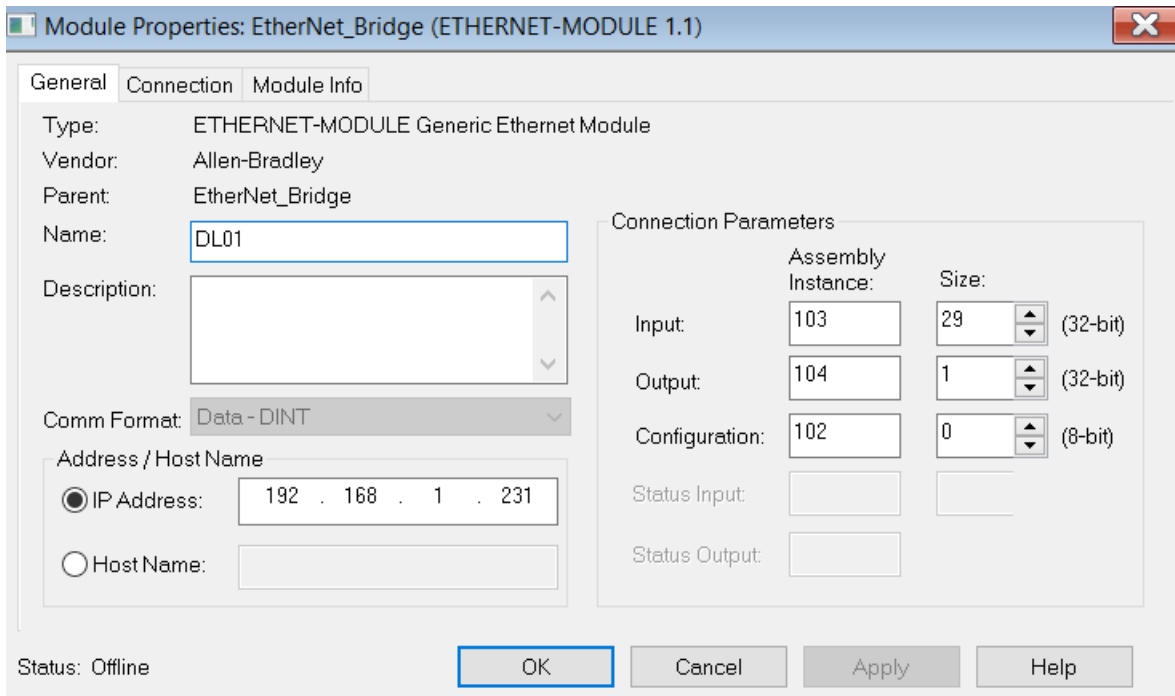 Module Properties: EtherNet_Bridge (ETHERNET-MODULE 1.1)
General Connection Module Info
Type: ETHERNET-MODULE Generic Ethernet Module
Vendor: Allen-Bradley
Parent: EtherNet_Bridge
Name: DL01
Description:
Comm Format: Data - DINT
Address / Host Name
IP Address: 192 . 168 . 1 . 231
Host Name:
Connection Parameters
Assembly
Instance: Size:
Input: 103 29 (32-bit)
Output: 104 1 (32-bit)
Configuration: 102 0 (8-bit)
Status Input:
Status Output:
Status: Offline OK Cancel Apply Help